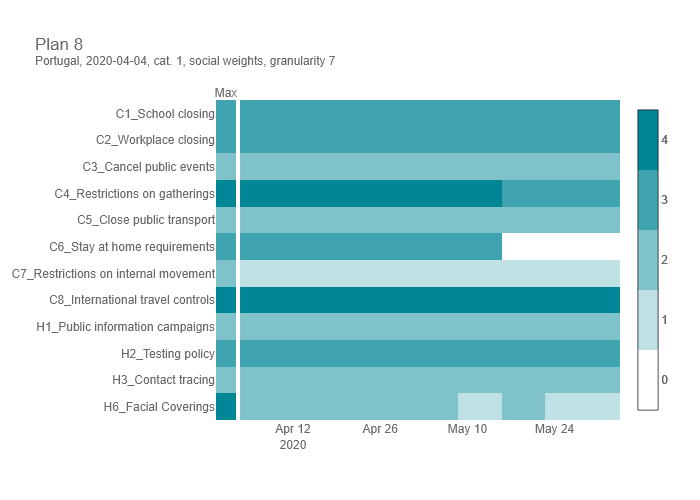 Plan 8
Portugal, 2020-04-04, cat. 1, social weights, granularity 7
Max
C1_School closing
C2_Workplace closing
C3_Cancel public events
C4_Restrictions on gatherings
C5_Close public transport
C6_Stay at home requirements
C7_Restrictions on internal movement
C8_International travel controls
H1_Public information campaigns
H2_Testing policy
H3_Contact tracing
H6_Facial Coverings
Apr 12
2020
Apr 26
May 10
May 24
4
3
2
1
0